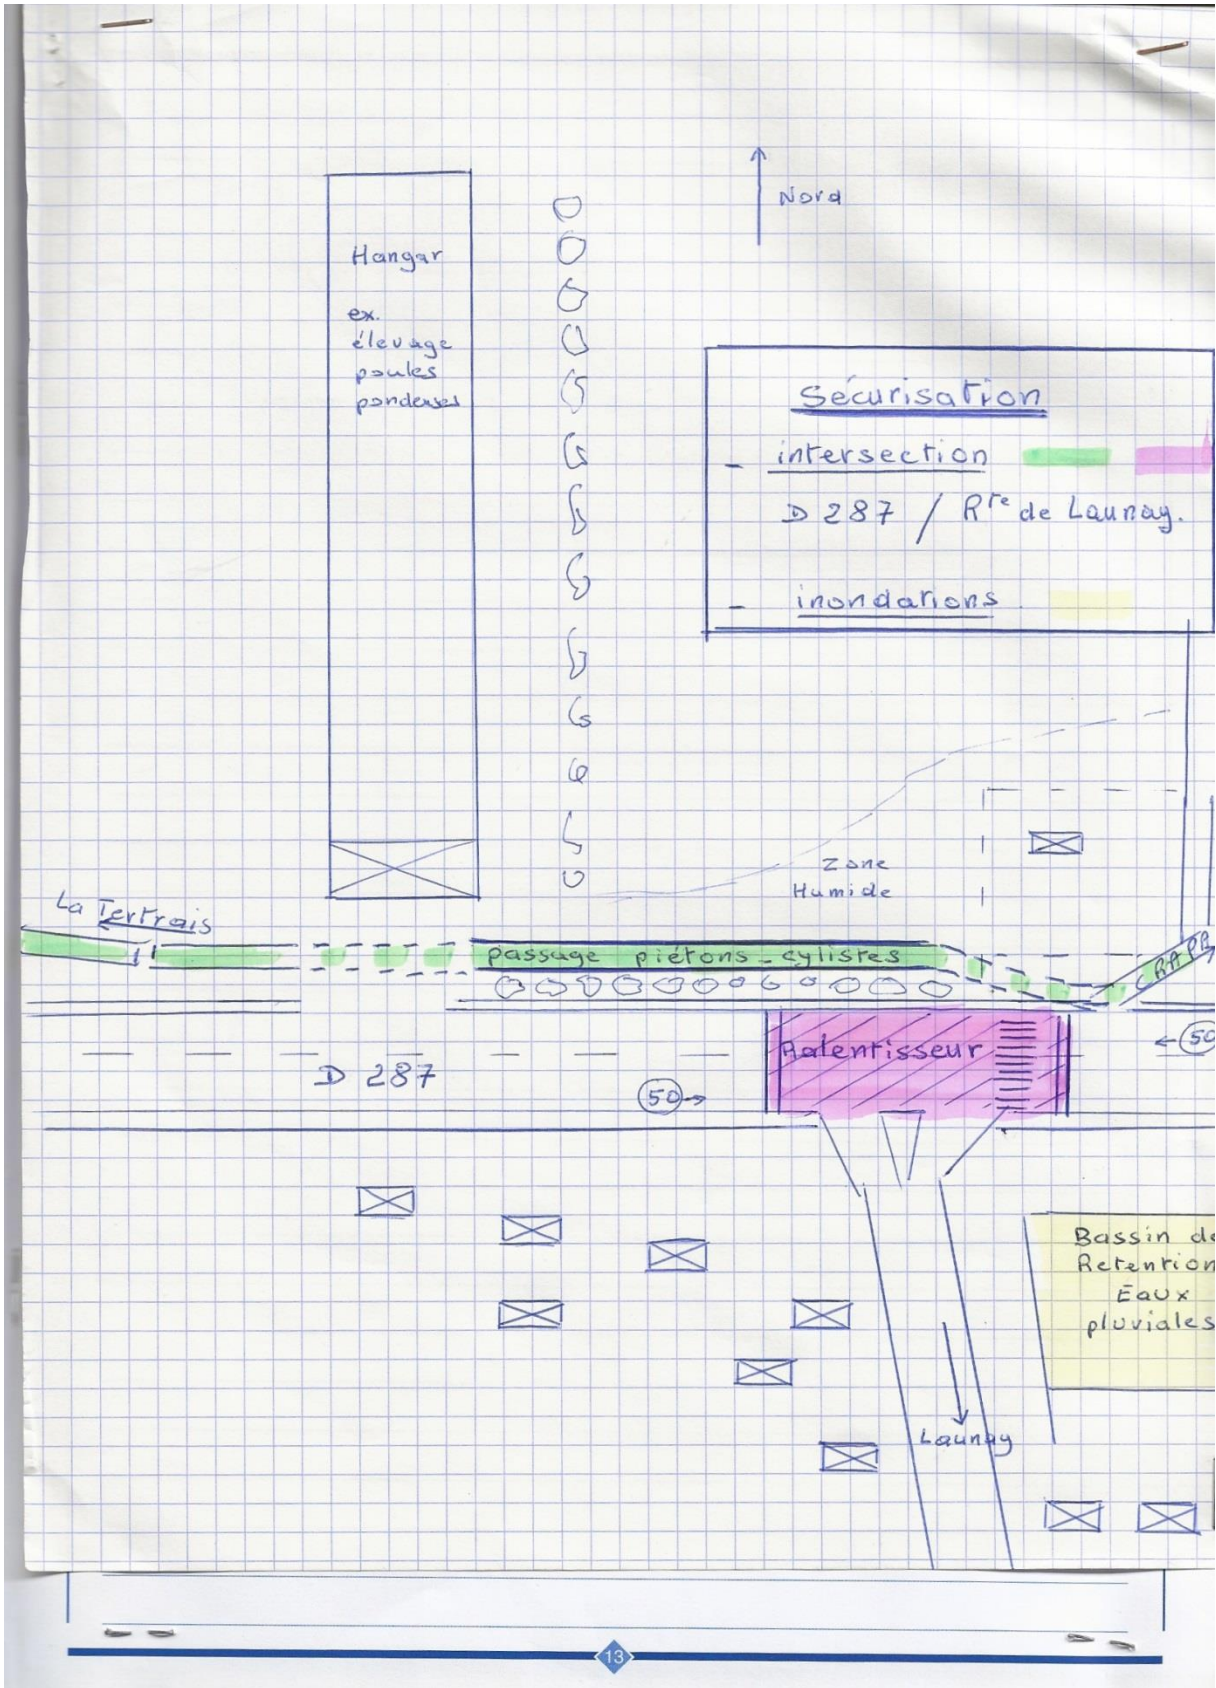 Nord
Hangar
ex.
élevage
poules
pondeuses
Sécurisation
- intersection
D 287 / Rte de Launay.
- inondations
Zone
Humide
La Tertrais
passage piétons - cylistes
RAPA
Ralentisseur
50
D 287
50
Bassin de
Retention
Eaux
pluviales
Launay
13